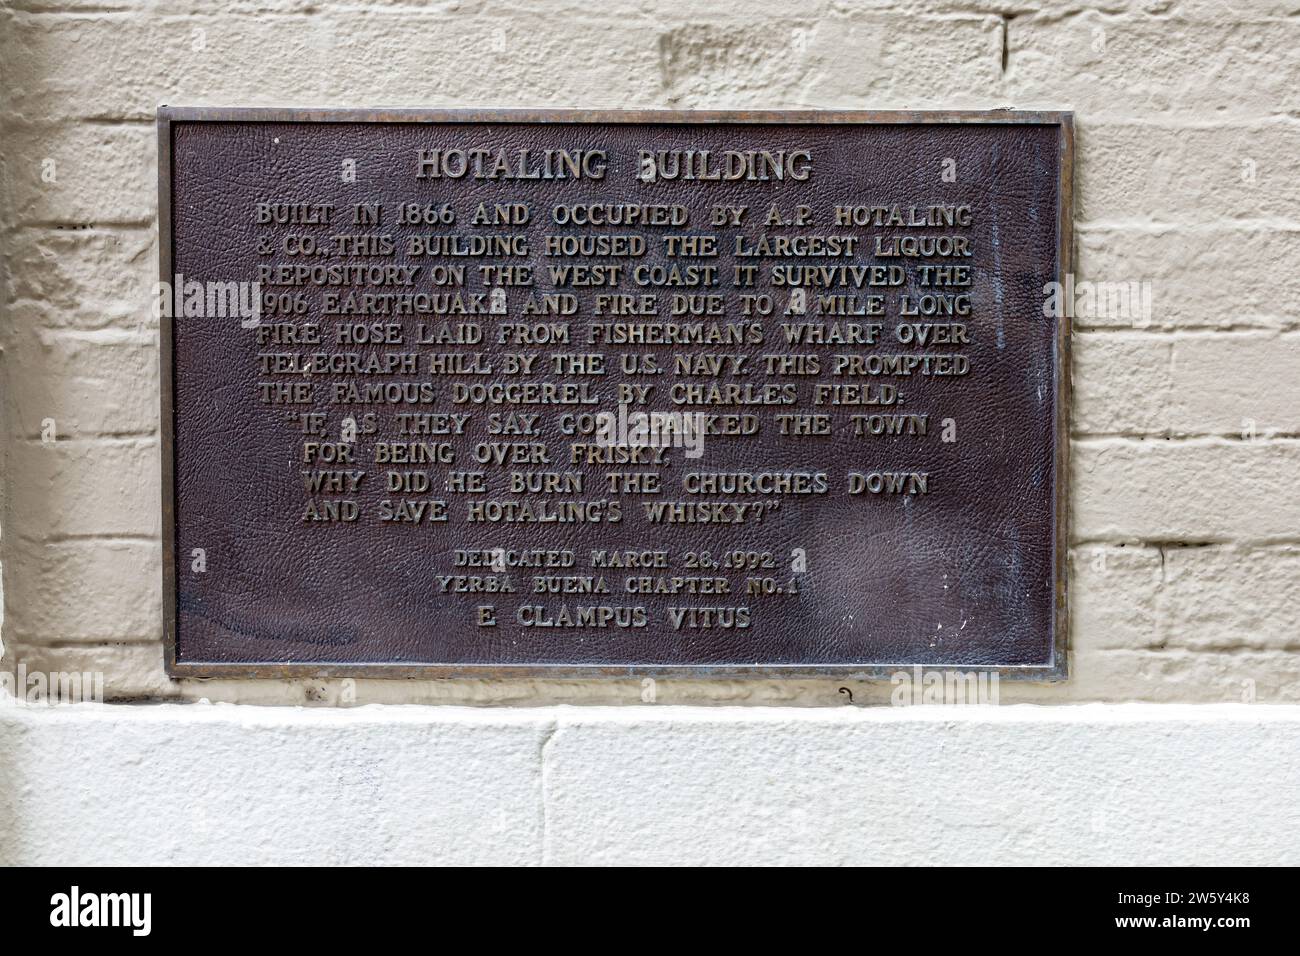 HOTALING BUILDING
BUILT IN 1866 AND OCCUPIED BY A.P. HOTALING
& CO., THIS BUILDING HOUSED THE LARGEST LIQUOR
REPOSITORY ON THE WEST COAST. IT SURVIVED THE
1906 EARTHQUAKE AND FIRE DUE TO A MILE LONG
FIRE HOSE LAID FROM FISHERMAN'S WHARF OVER
TELEGRAPH HILL BY THE U.S. NAVY. THIS PROMPTED
THE FAMOUS DOGGEREL BY CHARLES FIELD:
"IF, AS THEY SAY, GOD SPANKED THE TOWN
FOR BEING OVER FRISKY,
WHY DID HE BURN THE CHURCHES DOWN
AND SAVE HOTALING'S WHISKY?"
DEDICATED MARCH 28, 1992
YERBA BUENA CHAPTER NO. 1
E CLAMPUS VITUS
alamy
alamy
alamy
alamy
alamy
Image ID: 2W5Y4K8
www.alamy.com